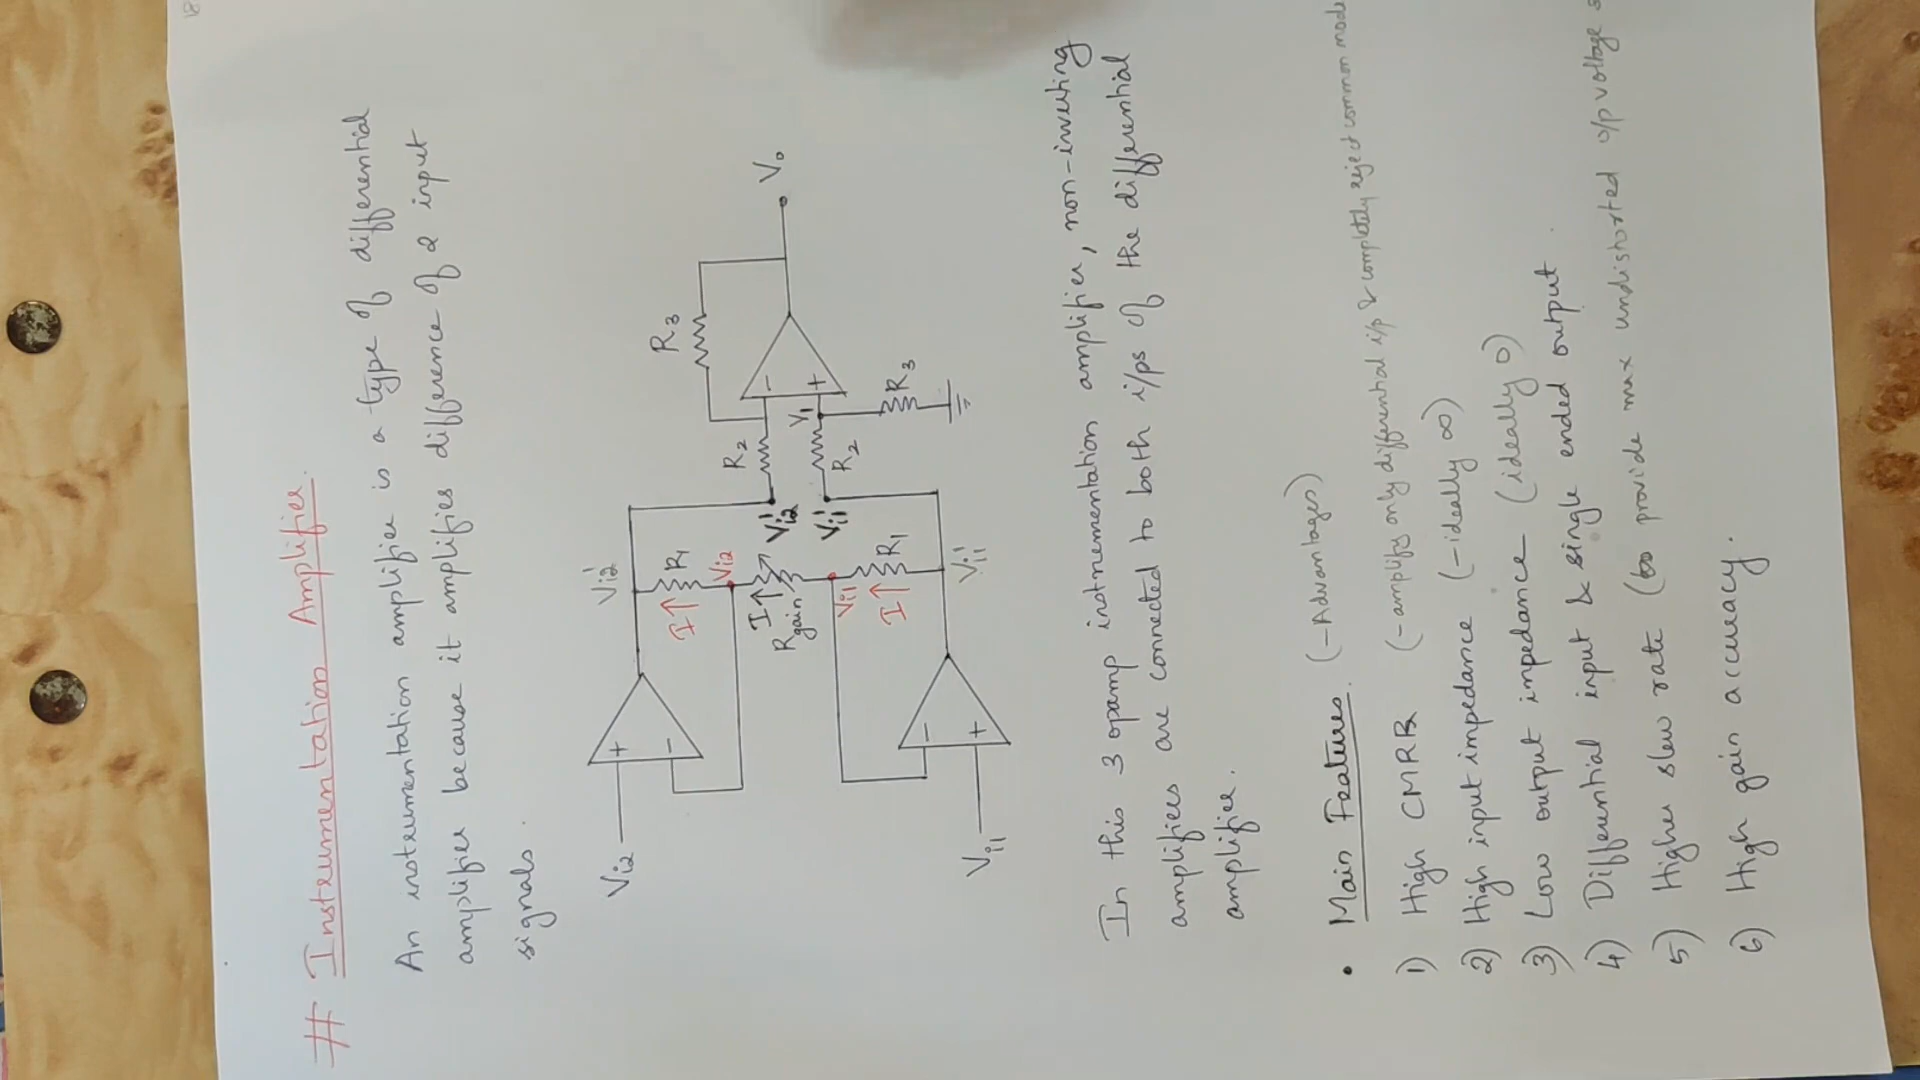 # Instrumentation Amplifier.
An instrumentation amplifier is a type of differential
amplifier because it amplifies difference of 2 input
signals.
Vi2
+
-
Vi2'
I↑
R1
Vi2
I↑
Rgain
Vi1
I↑
R1
Vi1'
Vi1
-
+
Vi2'
Vi1'
R2
R2
V1
R3
-
+
R3
Vo
In this 3 opamp instrumentation amplifier, non-inverting
amplifiers are connected to both i/ps of the differential
amplifier.
• Main Features. (-Advantages)
1) High CMRR (-amplify only differential i/p & completely reject common mode
2) High input impedance (-ideally ∞)
3) Low output impedance (ideally 0)
4) Differential input & single ended output.
5) Higher slew rate (to provide max undistorted o/p voltage s
6) High gain accuracy.